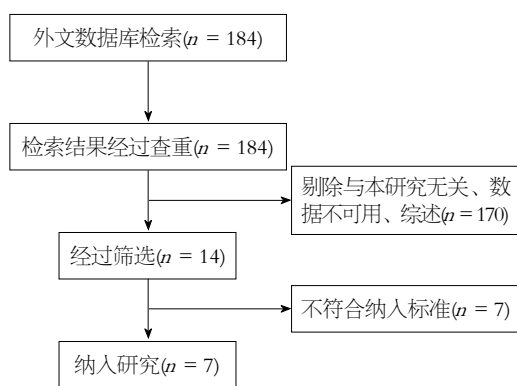 外文数据库检索(n = 184)
检索结果经过查重(n = 184)
剔除与本研究无关、数
据不可用、综述(n = 170)
经过筛选(n = 14)
不符合纳入标准(n = 7)
纳入研究(n = 7)